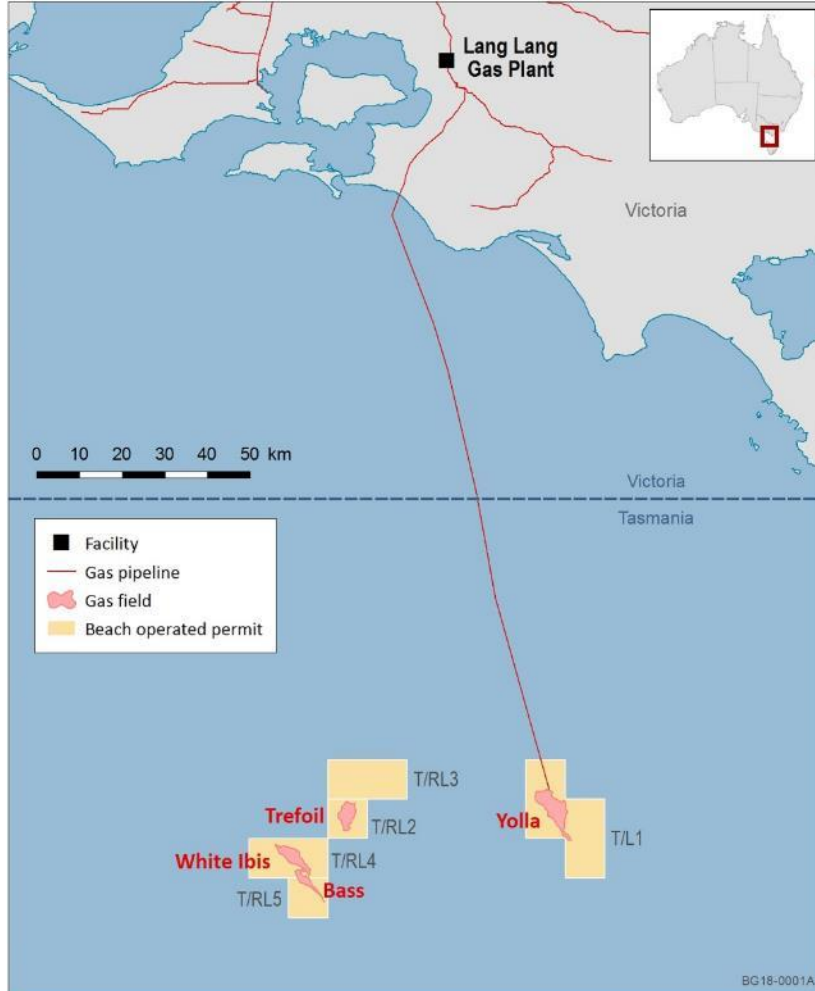 Lang Lang
Gas Plant
Victoria
0 10 20 30 40 50 km
Victoria
Tasmania
Facility
Gas pipeline
Gas field
Beach operated permit
T/RL3
Trefoil
T/RL2
Yolla
T/L1
White Ibis
T/RL4
T/RL5
Bass
BG18-0001A